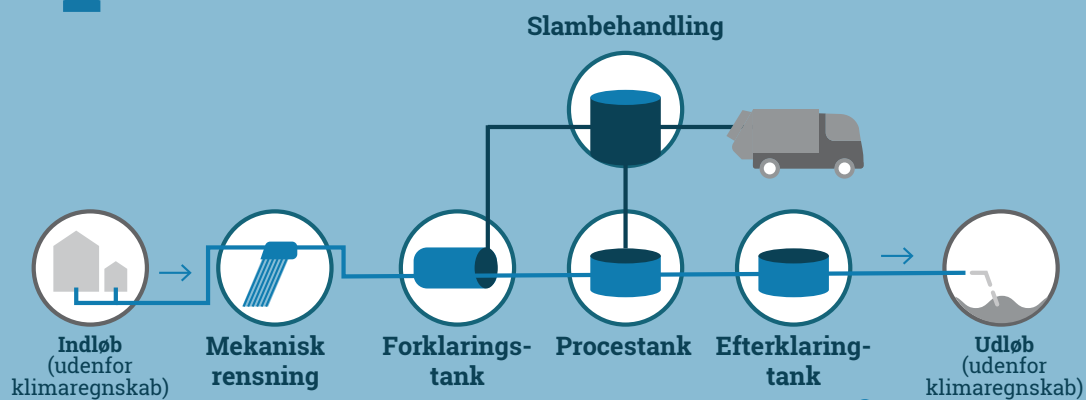 Slambehandling
Indløb
(udenfor
klimaregnskab)
Mekanisk
rensning
Forklarings-
tank
Procestank
Efterklaring-
tank
Udløb
(udenfor
klimaregnskab)